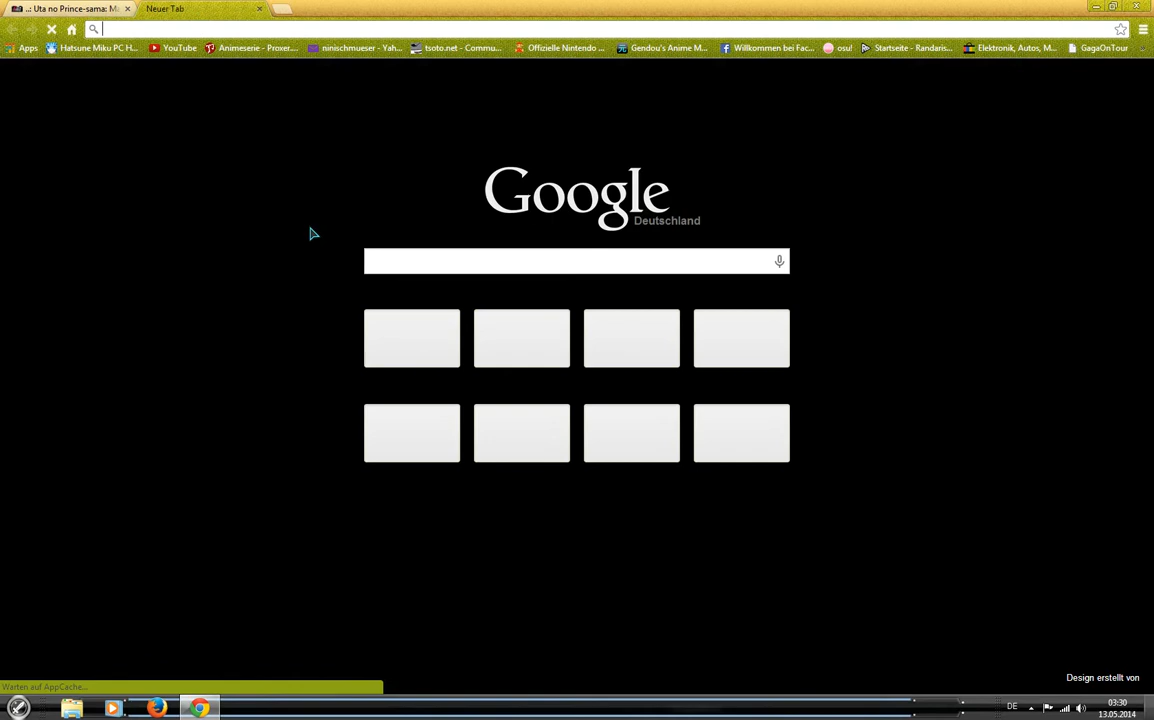 ..: Uta no Prince-sama: Ma
Neuer Tab
Apps
Hatsune Miku PC H...
YouTube
Animeserie - Proxer....
ninischmueser - Yah...
tsoto.net - Commu...
Offizielle Nintendo ...
Gendou's Anime M...
Willkommen bei Fac...
osu!
Startseite - Randaris...
Elektronik, Autos, M...
GagaOnTour
Google
Deutschland
Design erstellt von
Warten auf AppCache...
DE
03:30
13.05.2014